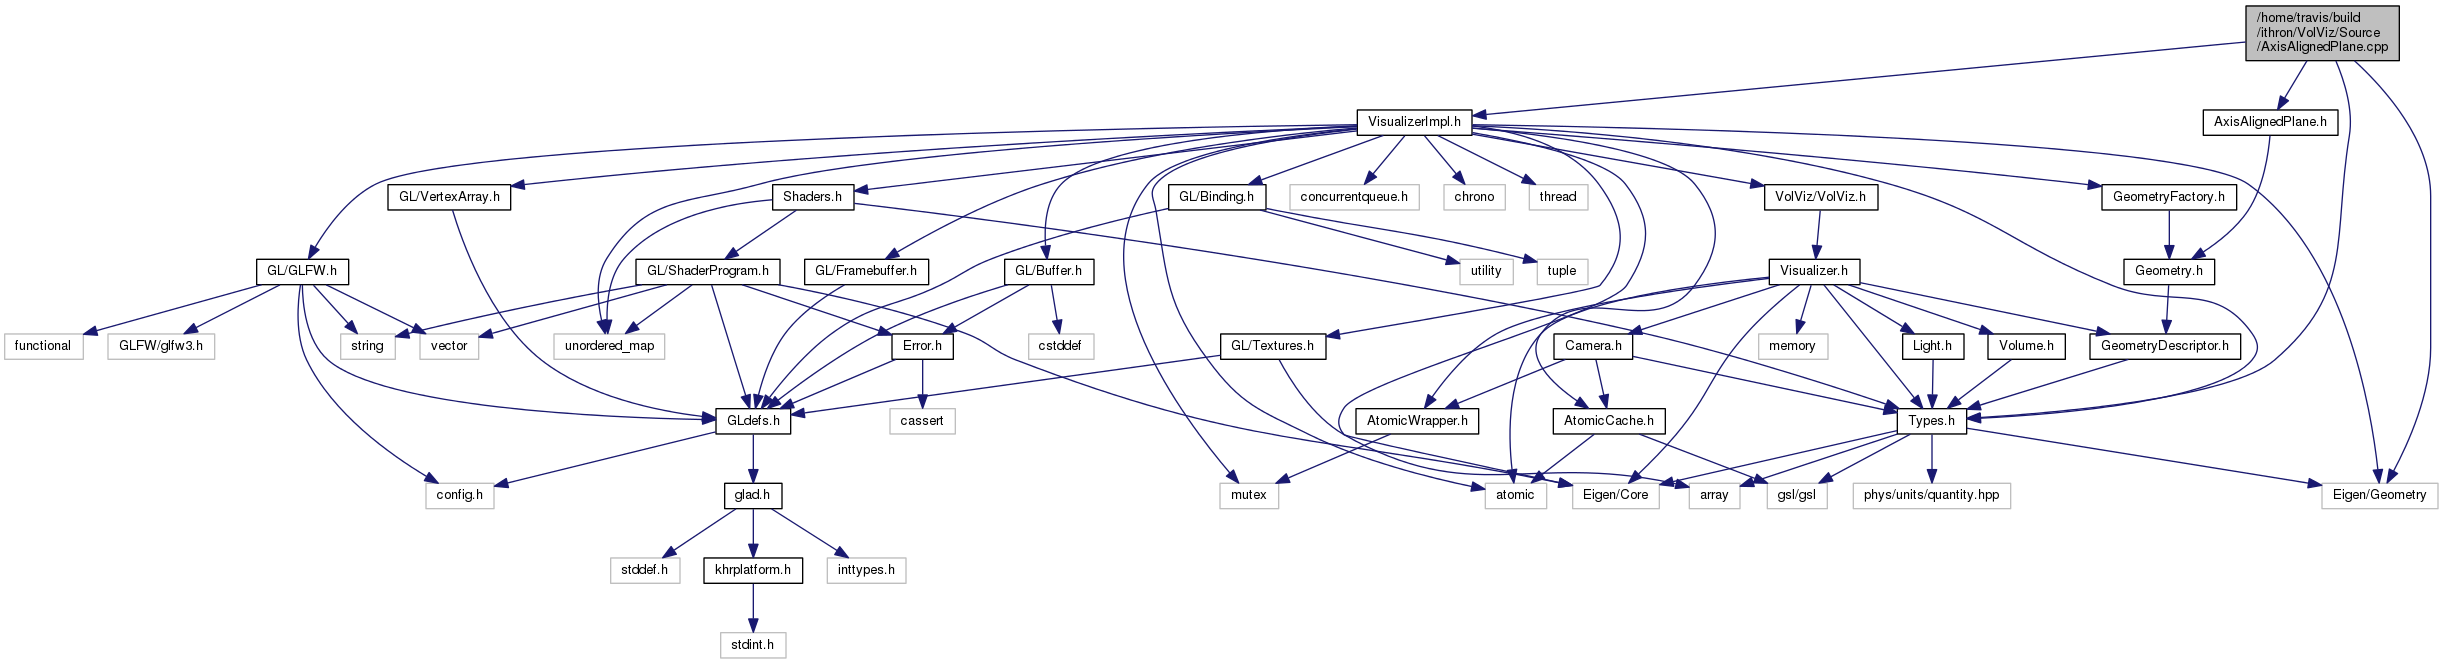 /home/travis/build
/ithron/VolViz/Source
/AxisAlignedPlane.cpp
VisualizerImpl.h
AxisAlignedPlane.h
GL/VertexArray.h
Shaders.h
GL/Binding.h
concurrentqueue.h
chrono
thread
VolViz/VolViz.h
GeometryFactory.h
GL/GLFW.h
GL/ShaderProgram.h
GL/Framebuffer.h
GL/Buffer.h
utility
tuple
Visualizer.h
Geometry.h
functional
GLFW/glfw3.h
string
vector
unordered_map
Error.h
cstddef
GL/Textures.h
Camera.h
memory
Light.h
Volume.h
GeometryDescriptor.h
GLdefs.h
cassert
AtomicWrapper.h
AtomicCache.h
Types.h
config.h
glad.h
mutex
atomic
Eigen/Core
array
gsl/gsl
phys/units/quantity.hpp
Eigen/Geometry
stddef.h
khrplatform.h
inttypes.h
stdint.h